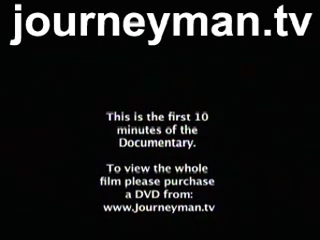 journeyman.tv
This is the first 10
minutes of the
Documentary.
To view the whole
film please purchase
a DVD from:
www.Journeyman.tv